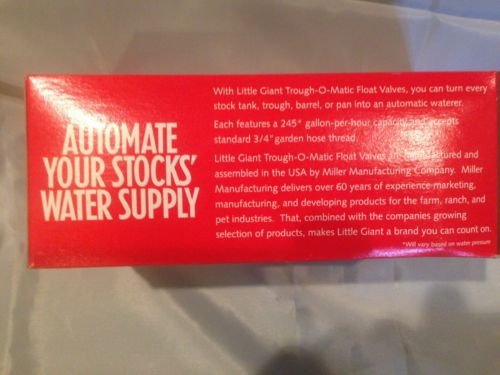 AUTOMATE
YOUR STOCKS'
WATER SUPPLY
With Little Giant Trough-O-Matic Float Valves, you can turn every
stock tank, trough, barrel, or pan into an automatic waterer.
Each features a 245* gallon-per-hour capacity and accepts
standard 3/4" garden hose thread.
Little Giant Trough-O-Matic Float Valves are manufactured and
assembled in the USA by Miller Manufacturing Company. Miller
Manufacturing delivers over 60 years of experience marketing,
manufacturing, and developing products for the farm, ranch, and
pet industries. That, combined with the companies growing
selection of products, makes Little Giant a brand you can count on.
*Will vary based on water pressure